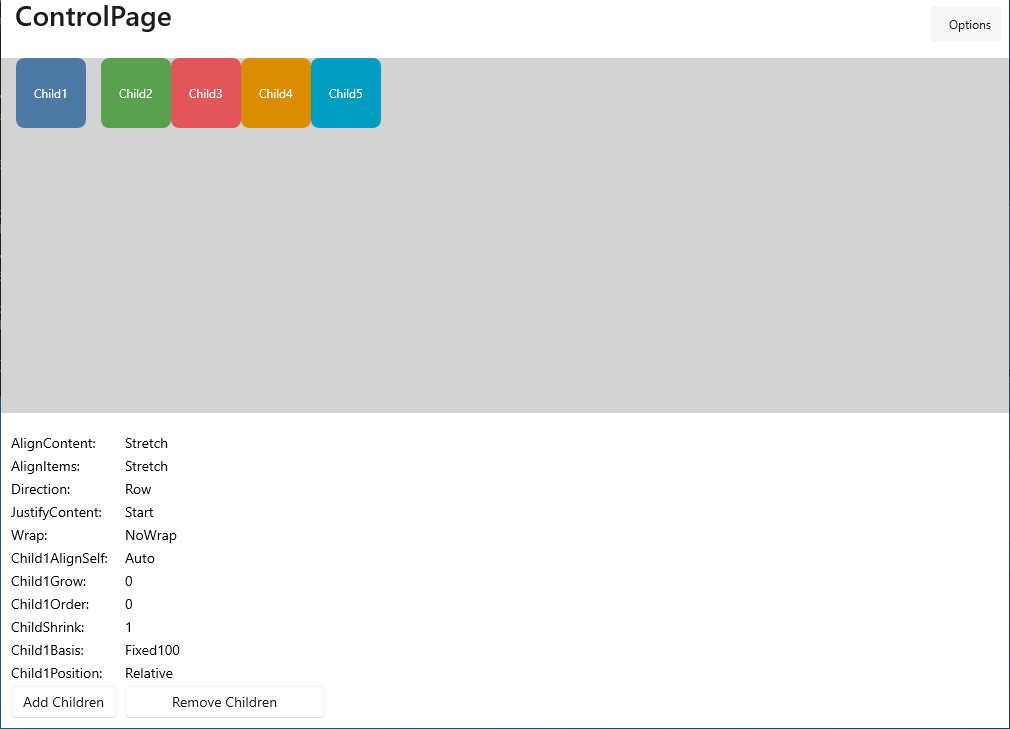 ControlPage
Options
Child1 Child2 Child3 Child4 Child5
AlignContent: Stretch
AlignItems: Stretch
Direction: Row
JustifyContent: Start
Wrap: NoWrap
Child1AlignSelf: Auto
Child1Grow: 0
Child1Order: 0
ChildShrink: 1
Child1Basis: Fixed100
Child1Position: Relative
Add Children Remove Children